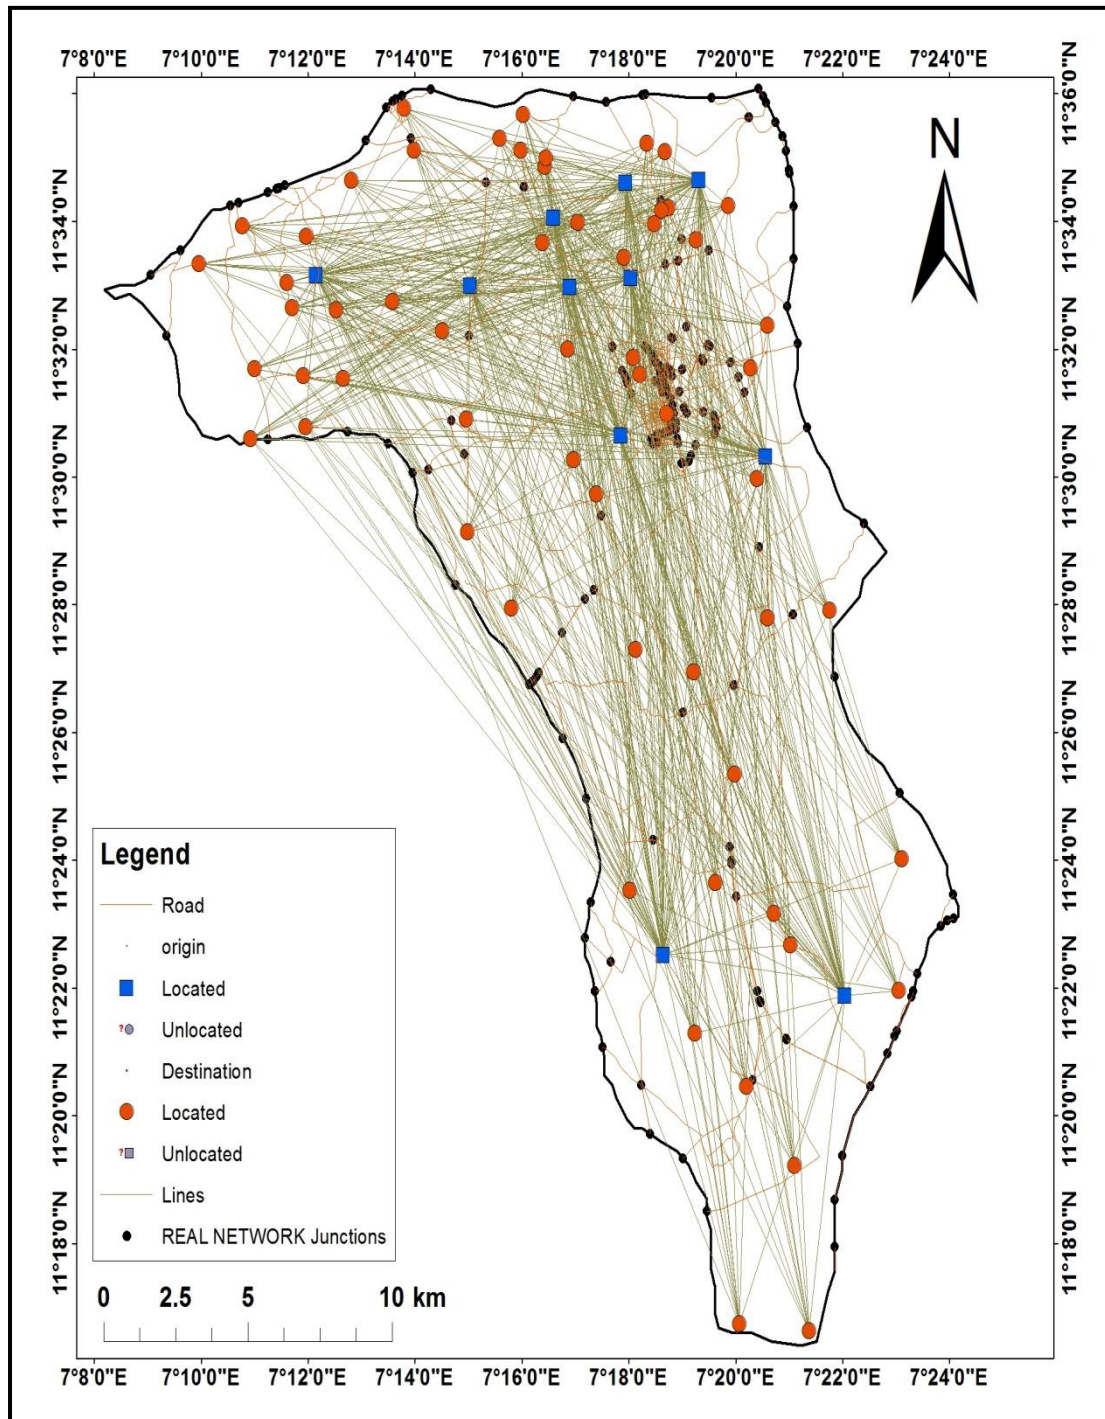 7°8'0"E 7°10'0"E 7°12'0"E 7°14'0"E 7°16'0"E 7°18'0"E 7°20'0"E 7°22'0"E 7°24'0"E
11°36'0"N
N
11°34'0"N 11°34'0"N
11°32'0"N 11°32'0"N
11°30'0"N 11°30'0"N
11°28'0"N 11°28'0"N
11°26'0"N 11°26'0"N
11°24'0"N 11°24'0"N
11°22'0"N 11°22'0"N
11°20'0"N 11°20'0"N
11°18'0"N 11°18'0"N
Legend
Road
origin
Located
? Unlocated
Destination
Located
? Unlocated
Lines
REAL NETWORK Junctions
0 2.5 5 10 km
7°8'0"E 7°10'0"E 7°12'0"E 7°14'0"E 7°16'0"E 7°18'0"E 7°20'0"E 7°22'0"E 7°24'0"E